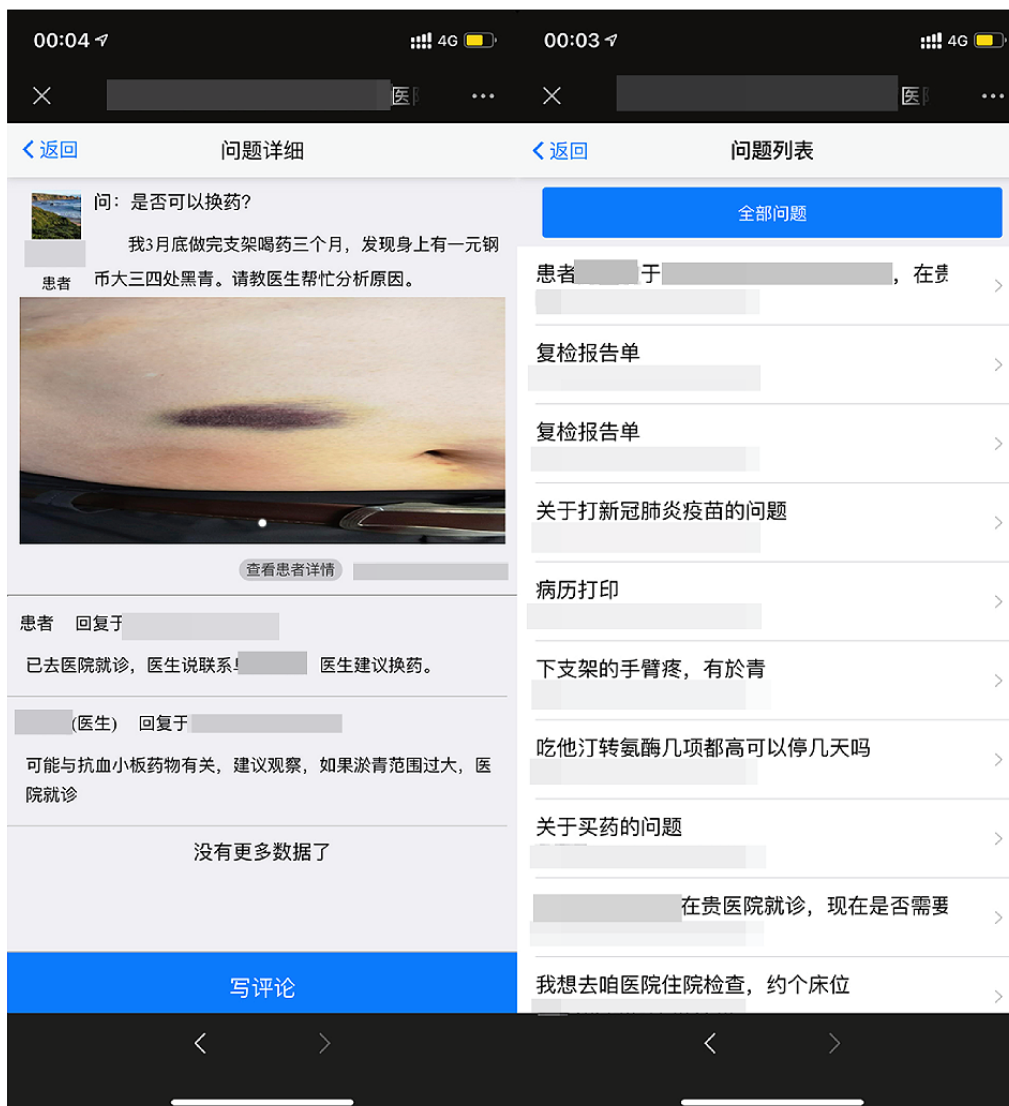 00:04
4G
医
返回
问题详细
问：是否可以换药?
我3月底做完支架喝药三个月，发现身上有一元钢
币大三四处黑青。请教医生帮忙分析原因。
患者
查看患者详情
患者 回复于
已去医院就诊，医生说联系 医生建议换药。
(医生) 回复于
可能与抗血小板药物有关，建议观察，如果淤青范围过大，医
院就诊
没有更多数据了
写评论
00:03
4G
医
返回
问题列表
全部问题
患者 于 ，在贵
复检报告单
复检报告单
关于打新冠肺炎疫苗的问题
病历打印
下支架的手臂疼，有於青
吃他汀转氨酶几项都高可以停几天吗
关于买药的问题
在贵医院就诊，现在是否需要
我想去咱医院住院检查，约个床位